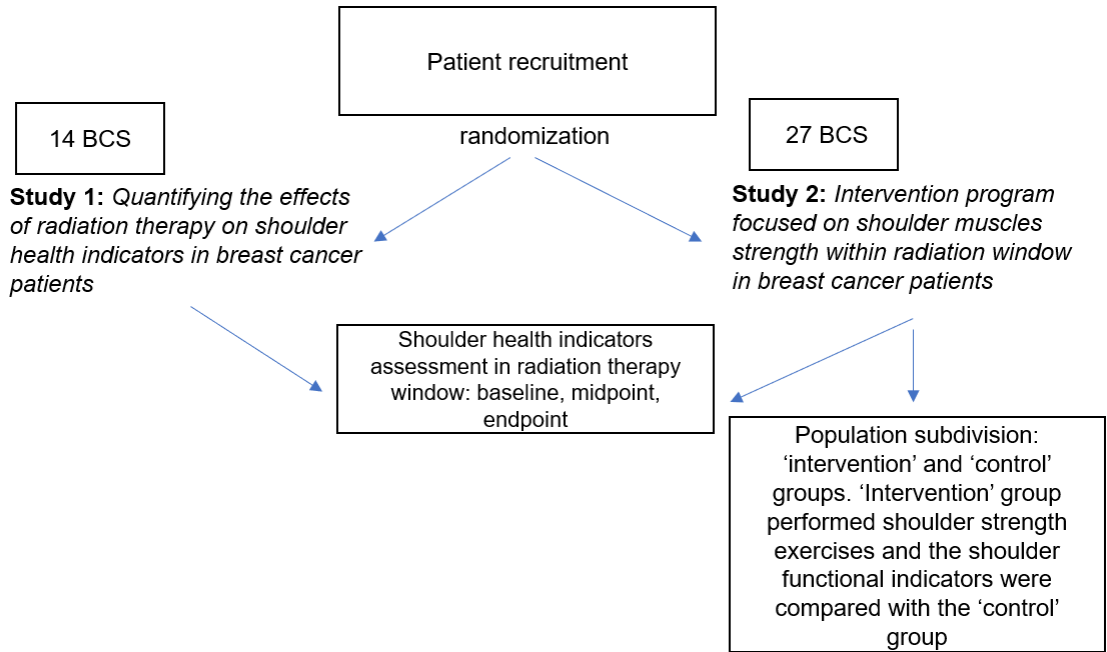 Patient recruitment
randomization
14 BCS
Study 1: Quantifying the effects
of radiation therapy on shoulder
health indicators in breast cancer
patients
27 BCS
Study 2: Intervention program
focused on shoulder muscles
strength within radiation window
in breast cancer patients
Shoulder health indicators
assessment in radiation therapy
window: baseline, midpoint,
endpoint
Population subdivision:
‘intervention’ and ‘control’
groups. ‘Intervention’ group
performed shoulder strength
exercises and the shoulder
functional indicators were
compared with the ‘control’
group